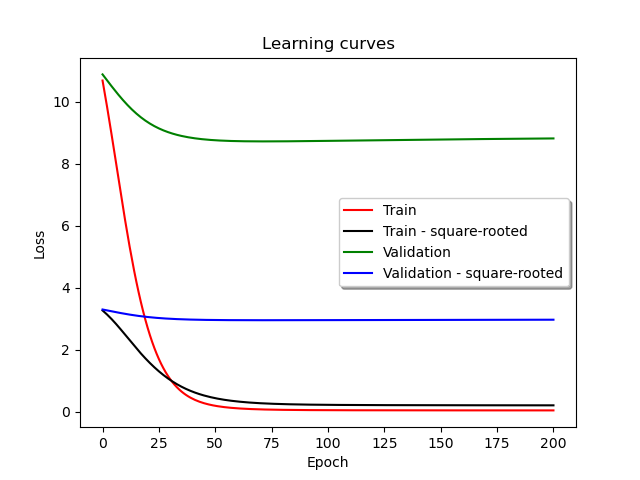 Learning curves
10
8
6
4
2
0
Loss
Train
Train - square-rooted
Validation
Validation - square-rooted
0 25 50 75 100 125 150 175 200
Epoch